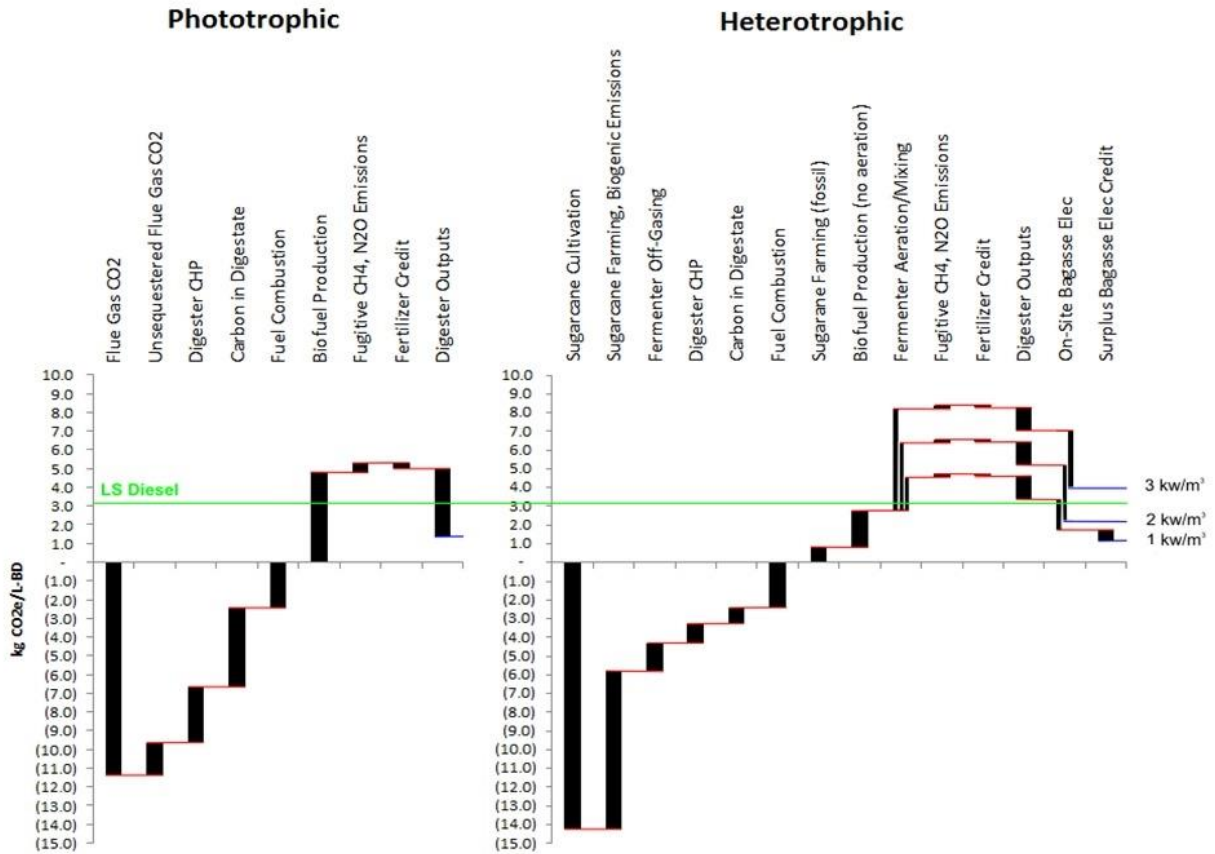 Phototrophic
Heterotrophic
Flue Gas CO2
Unsequestered Flue Gas CO2
Digester CHP
Carbon in Digestate
Fuel Combustion
Biofuel Production
Fugitive CH4, N2O Emissions
Fertilizer Credit
Digester Outputs
Sugarcane Cultivation
Sugarcane Farming, Biogenic Emissions
Fermenter Off-Gasing
Digester CHP
Carbon in Digestate
Fuel Combustion
Sugarane Farming (fossil)
Biofuel Production (no aeration)
Fermenter Aeration/Mixing
Fugitive CH4, N2O Emissions
Fertilizer Credit
Digester Outputs
On-Site Bagasse Elec
Surplus Bagasse Elec Credit
kg CO2e/L-BD
10.0
9.0
8.0
7.0
6.0
5.0
4.0
3.0
2.0
1.0
-
(1.0)
(2.0)
(3.0)
(4.0)
(5.0)
(6.0)
(7.0)
(8.0)
(9.0)
(10.0)
(11.0)
(12.0)
(13.0)
(14.0)
(15.0)
LS Diesel
10.0
9.0
8.0
7.0
6.0
5.0
4.0
3.0
2.0
1.0
-
(1.0)
(2.0)
(3.0)
(4.0)
(5.0)
(6.0)
(7.0)
(8.0)
(9.0)
(10.0)
(11.0)
(12.0)
(13.0)
(14.0)
(15.0)
3 kw/m³
2 kw/m³
1 kw/m³